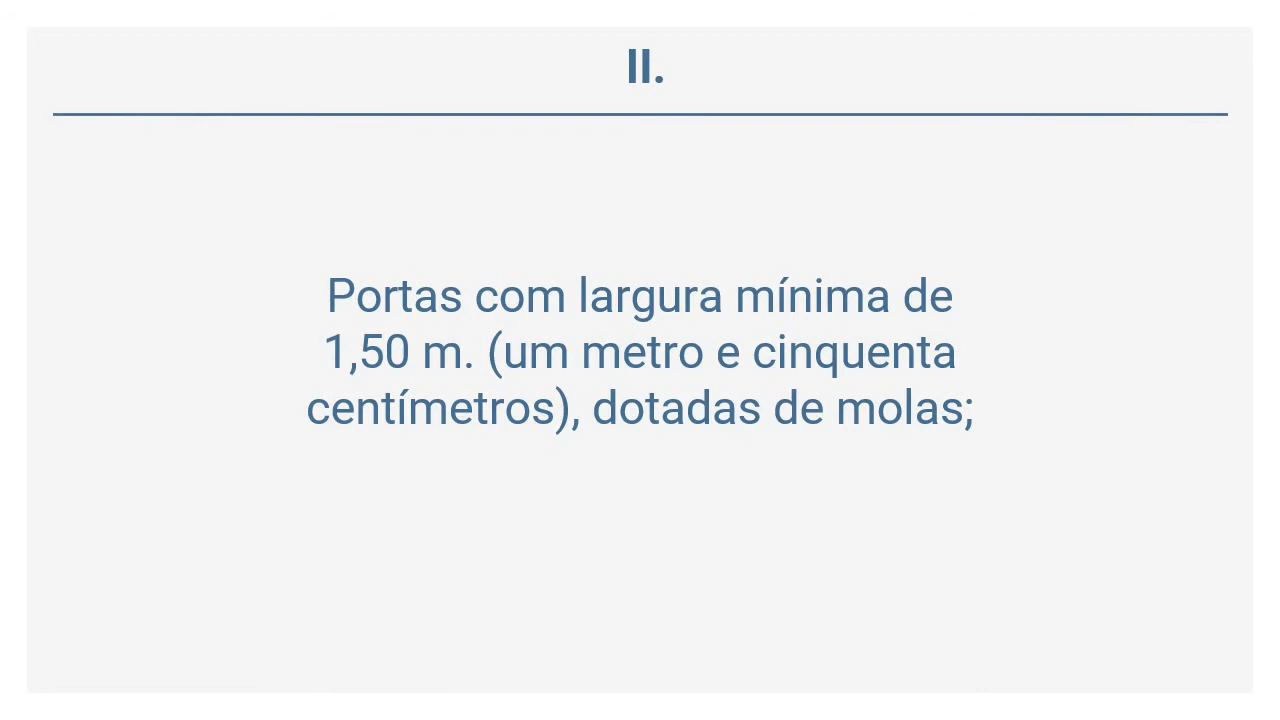 II.
Portas com largura mínima de
1,50 m. (um metro e cinquenta
centímetros), dotadas de molas;